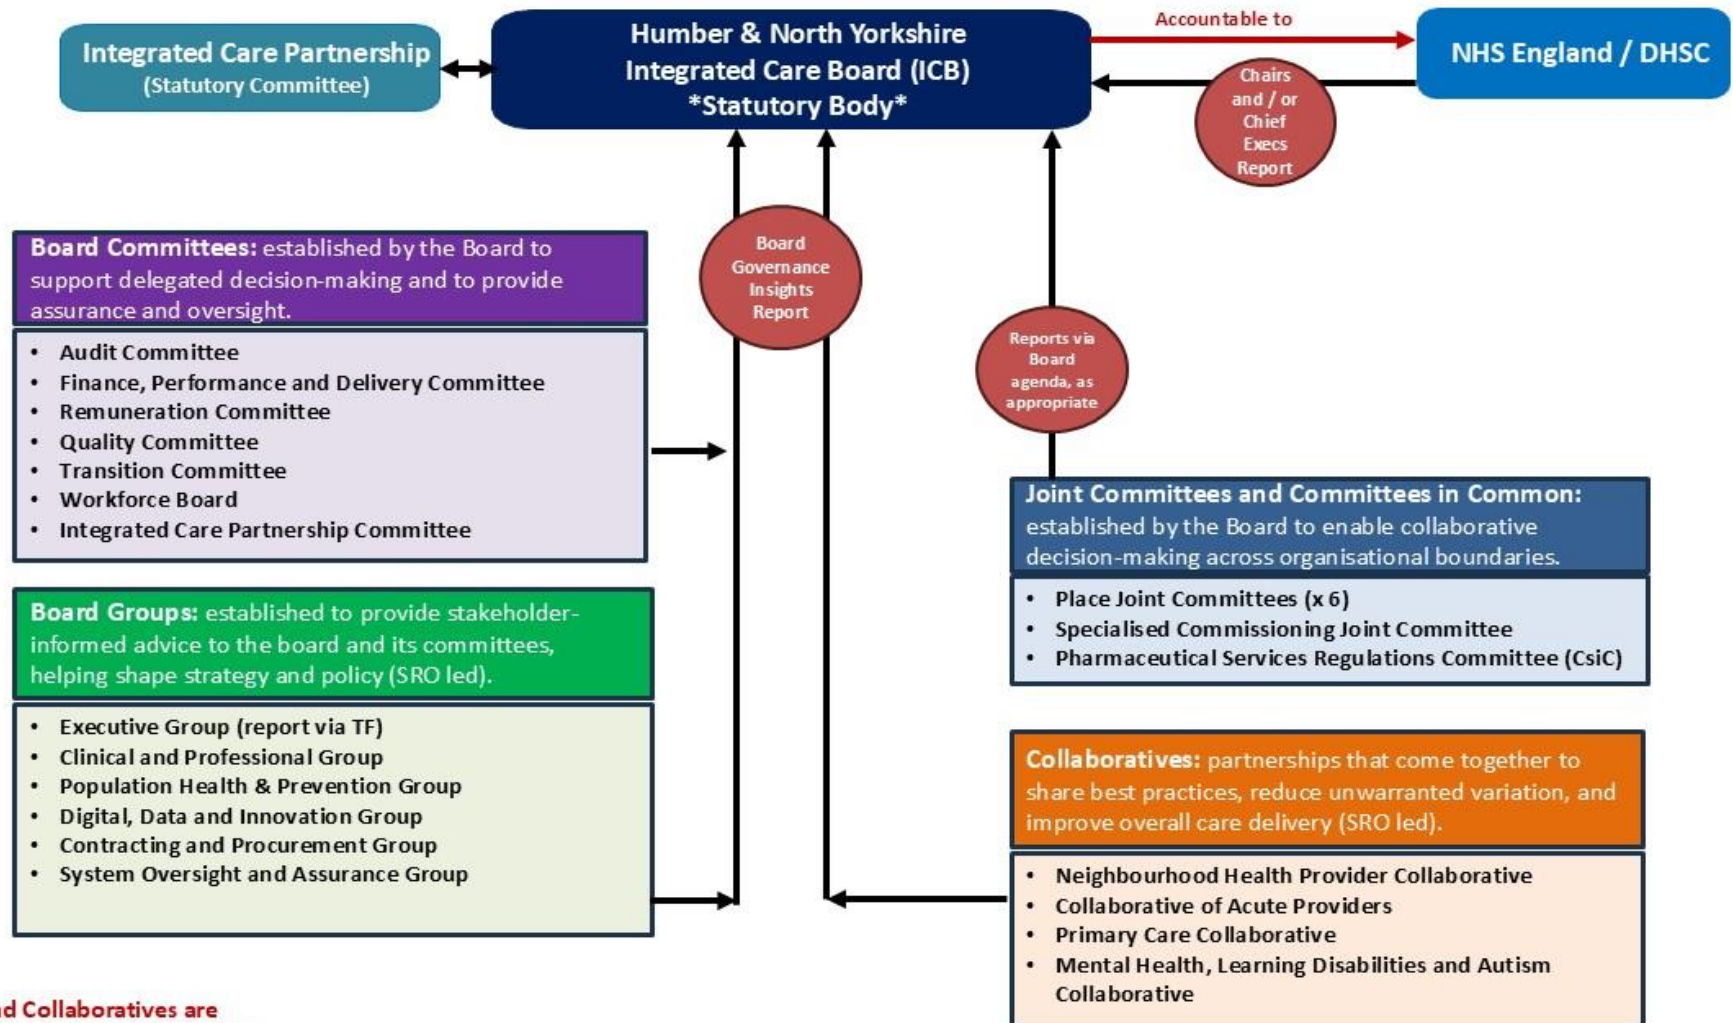 Integrated Care Partnership
(Statutory Committee)
Humber & North Yorkshire
Integrated Care Board (ICB)
*Statutory Body*
Accountable to
NHS England / DHSC
Chairs
and / or
Chief
Execs
Report
Board
Governance
Insights
Report
Reports via
Board
agenda, as
appropriate
Board Committees: established by the Board to
support delegated decision-making and to provide
assurance and oversight.
• Audit Committee
• Finance, Performance and Delivery Committee
• Remuneration Committee
• Quality Committee
• Transition Committee
• Workforce Board
• Integrated Care Partnership Committee
Board Groups: established to provide stakeholder-
informed advice to the board and its committees,
helping shape strategy and policy (SRO led).
• Executive Group (report via TF)
• Clinical and Professional Group
• Population Health & Prevention Group
• Digital, Data and Innovation Group
• Contracting and Procurement Group
• System Oversight and Assurance Group
Joint Committees and Committees in Common:
established by the Board to enable collaborative
decision-making across organisational boundaries.
• Place Joint Committees (x 6)
• Specialised Commissioning Joint Committee
• Pharmaceutical Services Regulations Committee (CsiC)
Collaboratives: partnerships that come together to
share best practices, reduce unwarranted variation, and
improve overall care delivery (SRO led).
• Neighbourhood Health Provider Collaborative
• Collaborative of Acute Providers
• Primary Care Collaborative
• Mental Health, Learning Disabilities and Autism
Collaborative
Collaboratives are